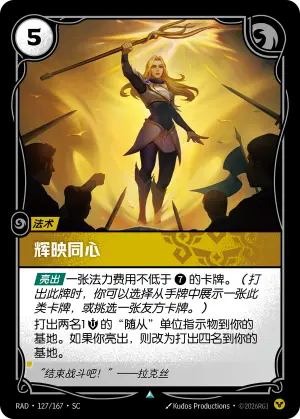 5
法术
辉映同心
亮出 一张法力费用不低于 7 的卡牌。（打
出此牌时，你可以选择从手牌中展示一张此
类卡牌，或挑选一张友方卡牌。）
打出两名1 的“随从”单位指示物到你的
基地。如果你亮出，则改为打出四名到你的
基地。
“结束战斗吧！”——拉克丝
RAD · 127/167 · SC
Kudos Productions · ©2026RGI